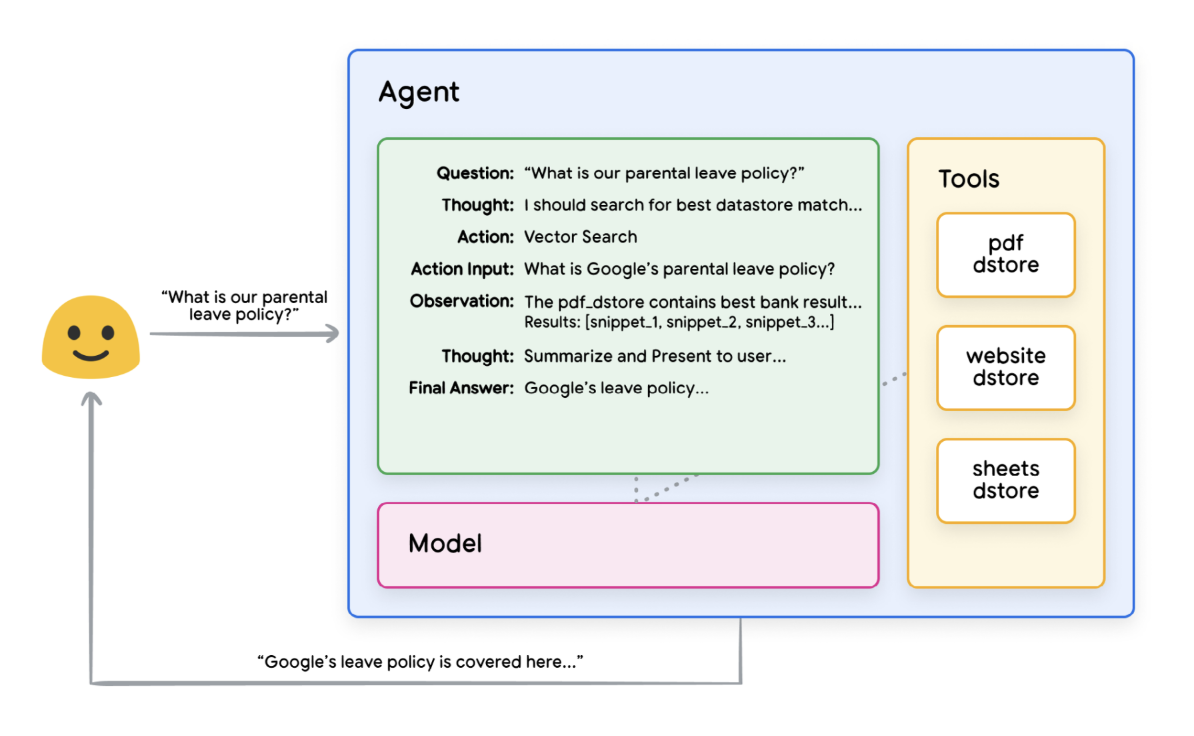 Agent
Question: “What is our parental leave policy?”
Thought: I should search for best datastore match...
Action: Vector Search
Action Input: What is Google’s parental leave policy?
Observation: The pdf_dstore contains best bank result...
Results: [snippet_1, snippet_2, snippet_3...]
Thought: Summarize and Present to user...
Final Answer: Google’s leave policy...
Tools
pdf
dstore
website
dstore
sheets
dstore
“What is our parental
leave policy?”
Model
“Google’s leave policy is covered here...”